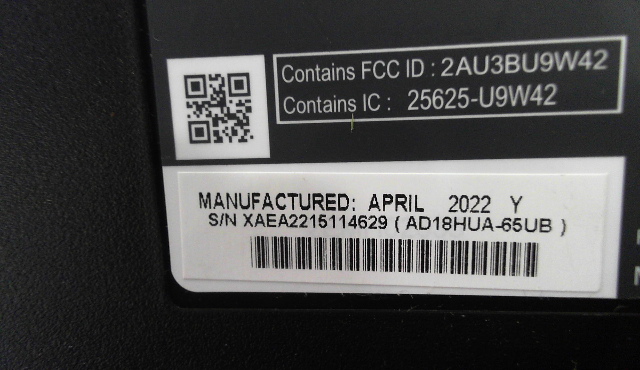 Contains FCC ID : 2AU3BU9W42
Contains IC : 25625-U9W42
MANUFACTURED: APRIL 2022 Y
S/N XAEA2215114629 ( AD18HUA-65UB )